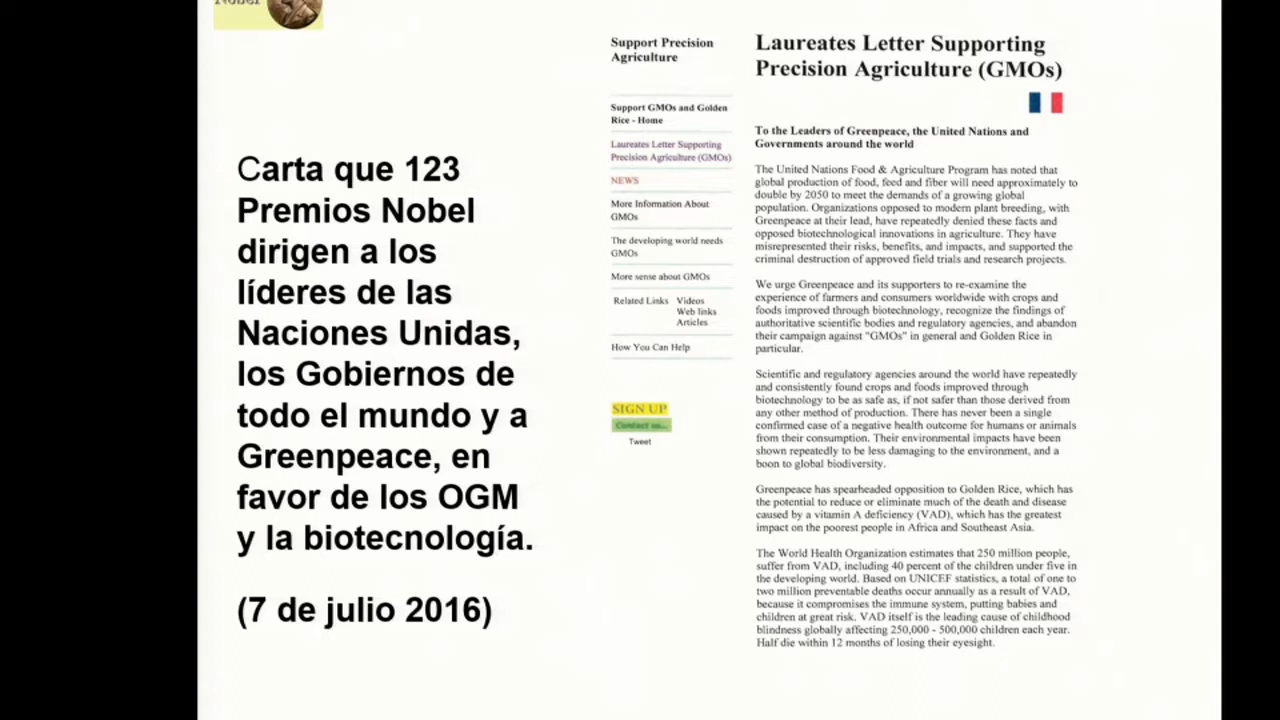 Nobel
Carta que 123
Premios Nobel
dirigen a los
líderes de las
Naciones Unidas,
los Gobiernos de
todo el mundo y a
Greenpeace, en
favor de los OGM
y la biotecnología.
(7 de julio 2016)
Support Precision
Agriculture
Support GMOs and Golden
Rice - Home
Laureates Letter Supporting
Precision Agriculture (GMOs)
NEWS
More Information About
GMOs
The developing world needs
GMOs
More sense about GMOs
Related Links Videos
Web links
Articles
How You Can Help
SIGN UP
Contact us...
Tweet
Laureates Letter Supporting
Precision Agriculture (GMOs)
To the Leaders of Greenpeace, the United Nations and
Governments around the world
The United Nations Food & Agriculture Program has noted that
global production of food, feed and fiber will need approximately to
double by 2050 to meet the demands of a growing global
population. Organizations opposed to modern plant breeding, with
Greenpeace at their lead, have repeatedly denied these facts and
opposed biotechnological innovations in agriculture. They have
misrepresented their risks, benefits, and impacts, and supported the
criminal destruction of approved field trials and research projects.
We urge Greenpeace and its supporters to re-examine the
experience of farmers and consumers worldwide with crops and
foods improved through biotechnology, recognize the findings of
authoritative scientific bodies and regulatory agencies, and abandon
their campaign against "GMOs" in general and Golden Rice in
particular.
Scientific and regulatory agencies around the world have repeatedly
and consistently found crops and foods improved through
biotechnology to be as safe as, if not safer than those derived from
any other method of production. There has never been a single
confirmed case of a negative health outcome for humans or animals
from their consumption. Their environmental impacts have been
shown repeatedly to be less damaging to the environment, and a
boon to global biodiversity.
Greenpeace has spearheaded opposition to Golden Rice, which has
the potential to reduce or eliminate much of the death and disease
caused by a vitamin A deficiency (VAD), which has the greatest
impact on the poorest people in Africa and Southeast Asia.
The World Health Organization estimates that 250 million people,
suffer from VAD, including 40 percent of the children under five in
the developing world. Based on UNICEF statistics, a total of one to
two million preventable deaths occur annually as a result of VAD,
because it compromises the immune system, putting babies and
children at great risk. VAD itself is the leading cause of childhood
blindness globally affecting 250,000 - 500,000 children each year.
Half die within 12 months of losing their eyesight.